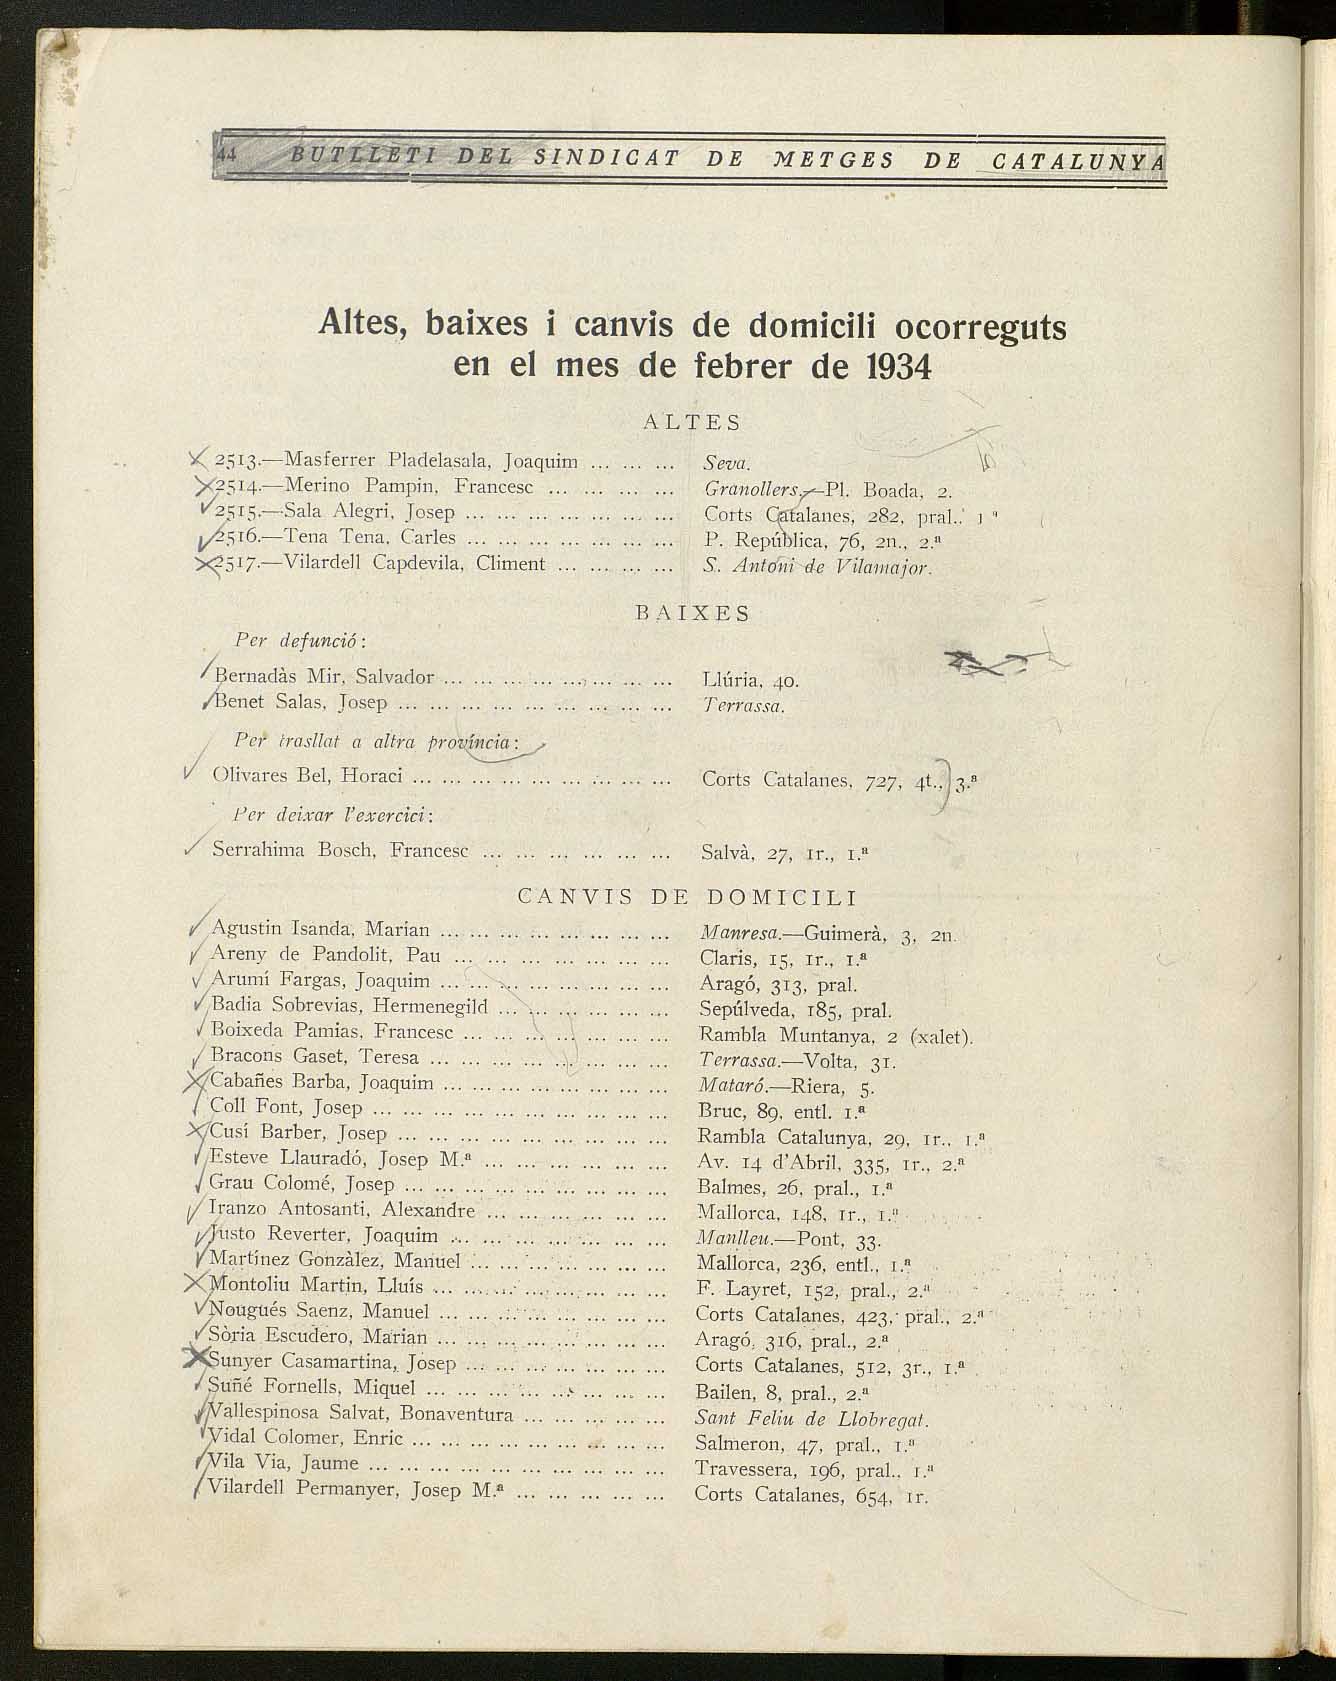 44 BUTLLETI DEL SINDICAT DE METGES DE CATALUNYA
Altes, baixes i canvis de domicili ocorreguts
en el mes de febrer de 1934
ALTES
2513.—Masferrer Pladelasala, Joaquim ... ... ... Seva.
2514.—Merino Pampin, Francesc ... ... ... ... Granollers.—Pl. Boada, 2.
2515.—Sala Alegri, Josep ... ... ... ... ... ... ... Corts Catalanes, 282, pral., 1.ª
2516.—Tena Tena, Carles ... ... ... ... ... ... ... P. República, 76, 2n., 2.ª
2517.—Vilardell Capdevila, Climent ... ... ... ... S. Antoni de Vilamajor.
BAIXES
Per defunció:
Bernadàs Mir, Salvador ... ... ... ... ... ... ... ... Llúria, 40.
Benet Salas, Josep ... ... ... ... ... ... ... ... ... Terrassa.
Per trasllat a altra província:
Olivares Bel, Horaci ... ... ... ... ... ... ... ... ... Corts Catalanes, 727, 4t., 3.ª
Per deixar l'exercici:
Serrahima Bosch, Francesc ... ... ... ... ... ... Salvà, 27, 1r., 1.ª
CANVIS DE DOMICILI
Agustin Isanda, Marian ... ... ... ... ... ... ... ... Manresa.—Guimerà, 3, 2n.
Areny de Pandolit, Pau ... ... ... ... ... ... ... Claris, 15, 1r., 1.ª
Arumí Fargas, Joaquim ... ... ... ... ... ... ... ... Aragó, 313, pral.
Badia Sobrevias, Hermenegild ... ... ... ... ... ... Sepúlveda, 185, pral.
Boixeda Pamias, Francesc ... ... ... ... ... ... ... Rambla Muntanya, 2 (xalet).
Bracons Gaset, Teresa ... ... ... ... ... ... ... ... Terrassa.—Volta, 31.
Cabañes Barba, Joaquim ... ... ... ... ... ... ... ... Mataró.—Riera, 5.
Coll Font, Josep ... ... ... ... ... ... ... ... ... ... Bruc, 89, entl. 1.ª
Cusí Barber, Josep ... ... ... ... ... ... ... ... ... Rambla Catalunya, 29, 1r., 1.ª
Esteve Llauradó, Josep M.ª ... ... ... ... ... ... Av. 14 d'Abril, 335, 1r., 2.ª
Grau Colomé, Josep ... ... ... ... ... ... ... ... ... Balmes, 26, pral., 1.ª
Iranzo Antosanti, Alexandre ... ... ... ... ... ... Mallorca, 148, 1r., 1.ª
Justo Reverter, Joaquim ... ... ... ... ... ... ... Manlleu.—Pont, 33.
Martínez Gonzàlez, Manuel ... ... ... ... ... ... ... Mallorca, 236, entl., 1.ª
Montoliu Martin, Lluís ... ... ... ... ... ... ... ... F. Layret, 152, pral., 2.ª
Nougués Saenz, Manuel ... ... ... ... ... ... ... ... Corts Catalanes, 423, pral., 2.ª
Sòria Escudero, Marian ... ... ... ... ... ... ... ... Aragó, 316, pral., 2.ª
Sunyer Casamartina, Josep ... ... ... ... ... ... ... Corts Catalanes, 512, 3r., 1.ª
Suñé Fornells, Miquel ... ... ... ... ... ... ... ... Bailen, 8, pral., 2.ª
Vallespinosa Salvat, Bonaventura ... ... ... ... ... Sant Feliu de Llobregat.
Vidal Colomer, Enric ... ... ... ... ... ... ... ... ... Salmeron, 47, pral., 1.ª
Vila Via, Jaume ... ... ... ... ... ... ... ... ... ... Travessera, 196, pral., 1.ª
Vilardell Permanyer, Josep M.ª ... ... ... ... ... Corts Catalanes, 654, 1r.